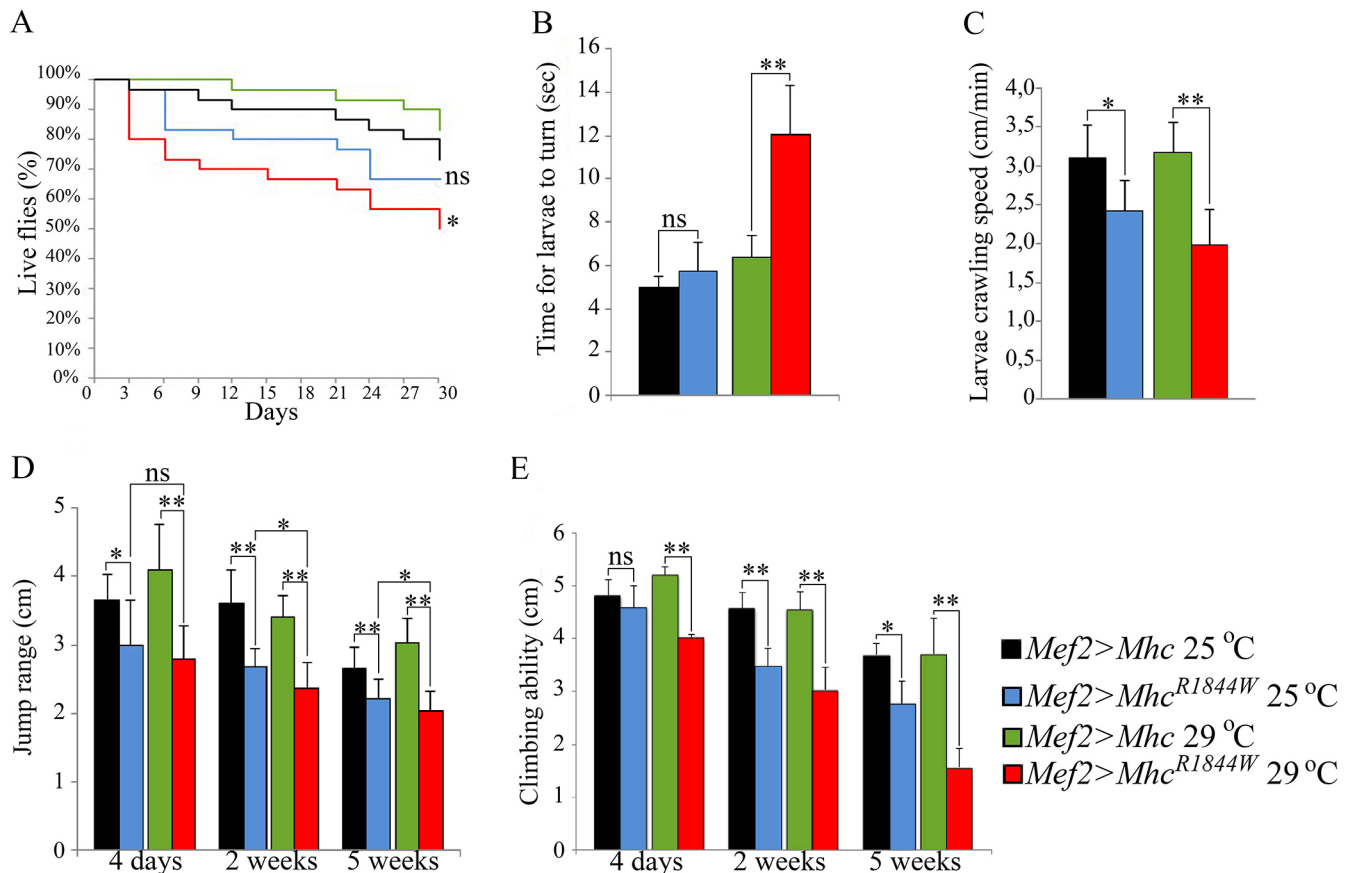 A
100%
90%
80%
70%
60%
50%
40%
30%
20%
10%
0%
Live flies (%)
0 3 6 9 12 15 18 21 24 27 30
Days
ns
*
B
16
14
12
10
8
6
4
2
0
Time for larvae to turn (sec)
ns
**
C
4,0
3,5
3,0
2,5
2,0
1,5
1,0
0,5
0
Larvae crawling speed (cm/min)
*
**
D
5
4
3
2
1
0
Jump range (cm)
ns
*
**
*
**
**
*
**
**
4 days 2 weeks 5 weeks
E
6
5
4
3
2
1
0
Climbing ability (cm)
ns
**
**
**
*
**
4 days 2 weeks 5 weeks
Mef2>Mhc 25 °C
Mef2>Mhc^R1844W 25 °C
Mef2>Mhc 29 °C
Mef2>Mhc^R1844W 29 °C